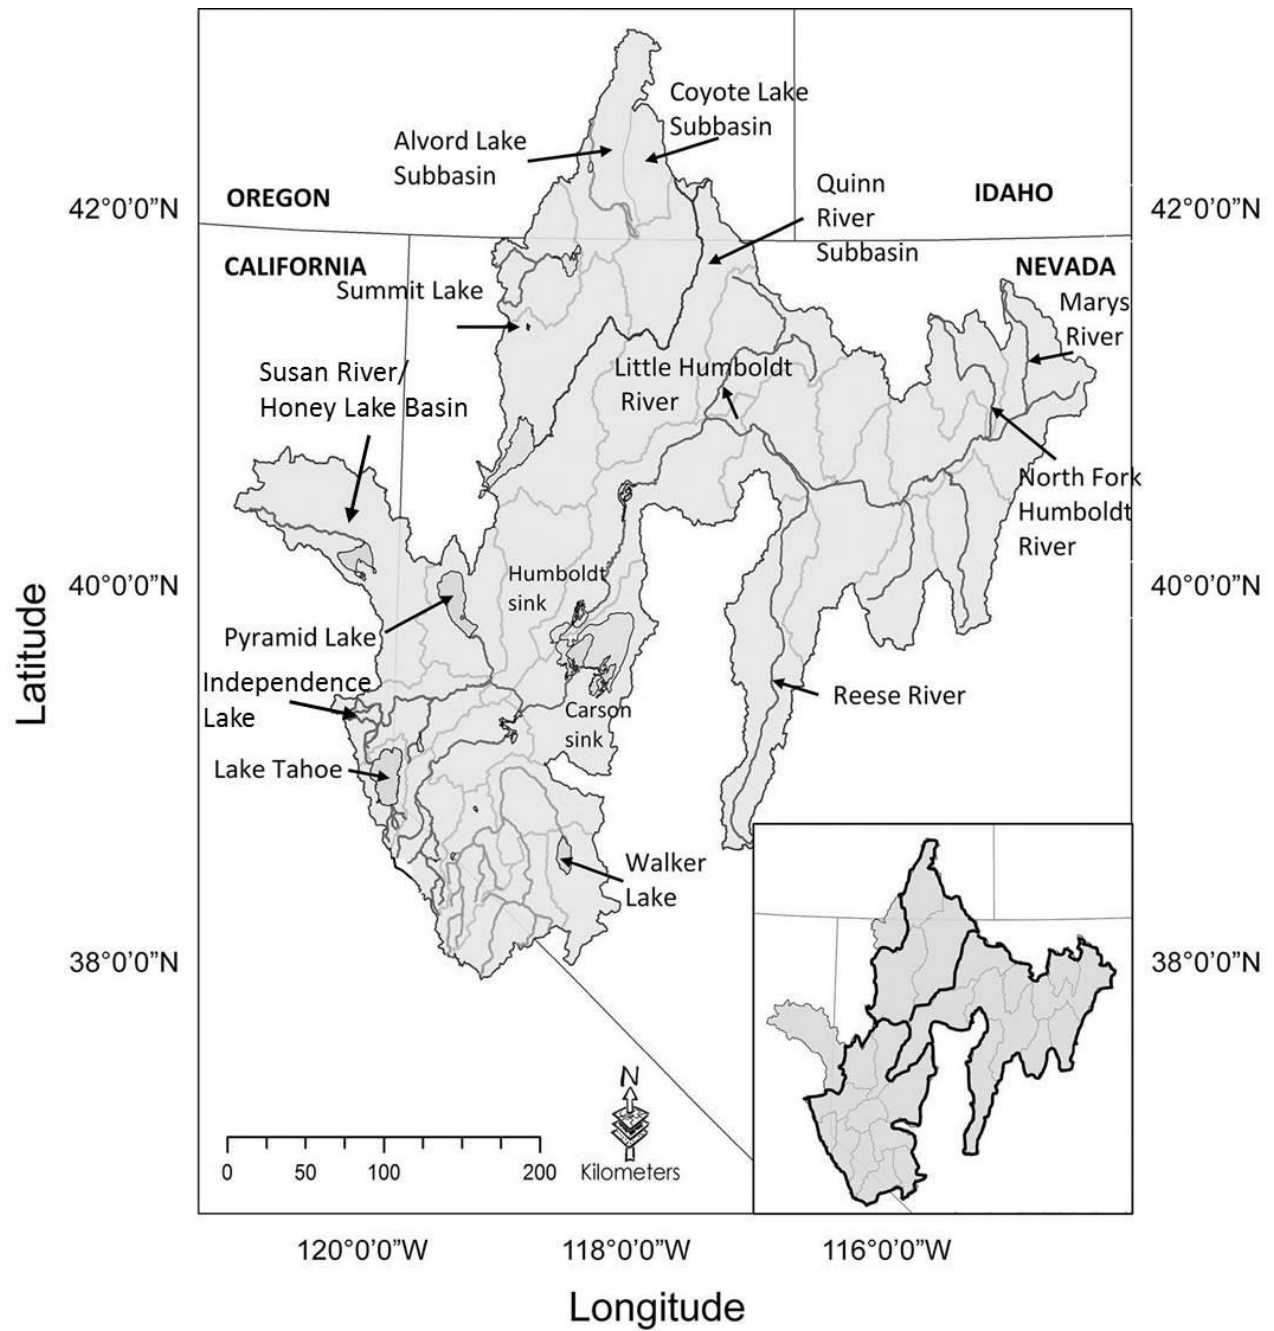 Coyote Lake
Subbasin
Alvord Lake
Subbasin
Quinn
River
Subbasin
OREGON
IDAHO
42°0’0”N
42°0’0”N
CALIFORNIA
NEVADA
Summit Lake
Marys
River
Little Humboldt
River
Susan River/
Honey Lake Basin
North Fork
Humboldt
River
Humboldt
sink
40°0’0”N
40°0’0”N
Latitude
Pyramid Lake
Independence
Lake
Reese River
Carson
sink
Lake Tahoe
Walker
Lake
38°0’0”N
38°0’0”N
N
0 50 100 200 Kilometers
120°0’0”W
118°0’0”W
116°0’0”W
Longitude